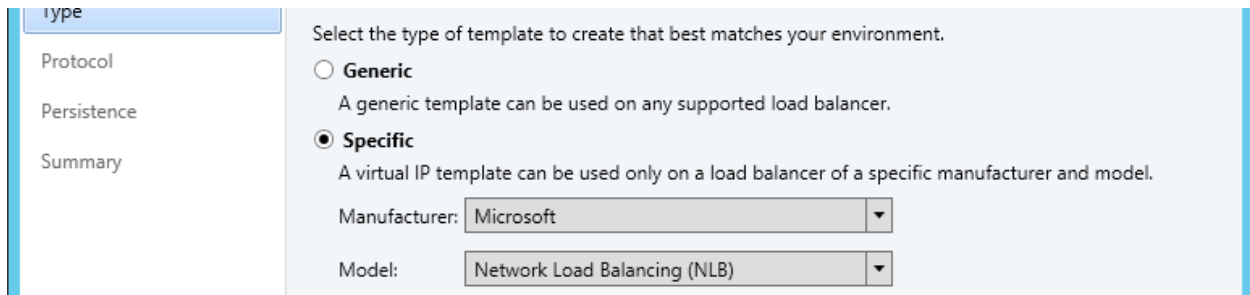 Type
Protocol
Persistence
Summary
Select the type of template to create that best matches your environment.
Generic
A generic template can be used on any supported load balancer.
Specific
A virtual IP template can be used only on a load balancer of a specific manufacturer and model.
Manufacturer: Microsoft
Model: Network Load Balancing (NLB)